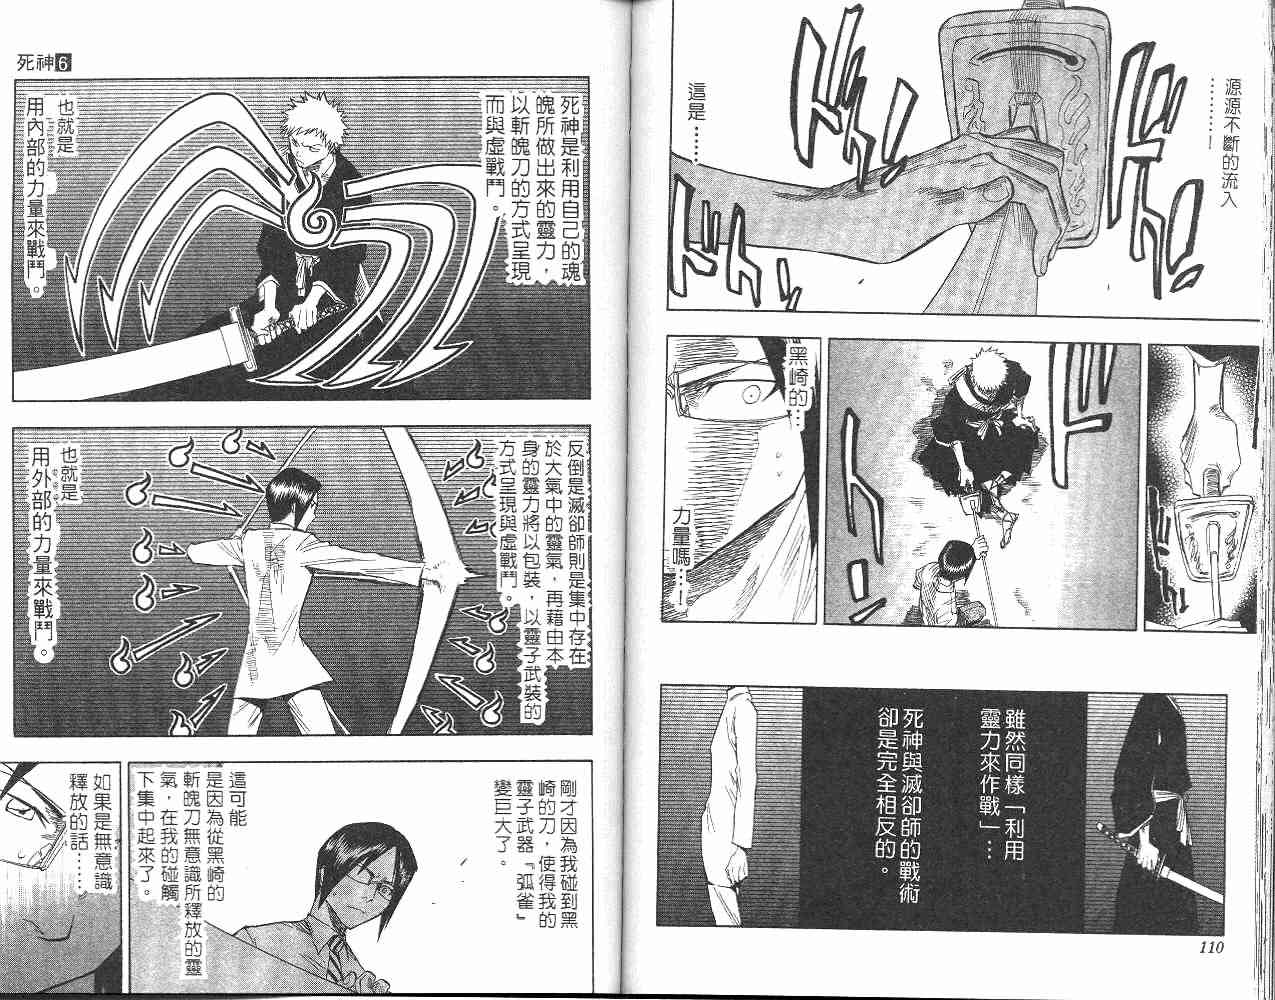 源源不斷的流入
………！
這是……
黑崎的…
力量嗎…！
雖然同樣「利用
靈力來作戰」…
死神與滅卻師的戰術
卻是完全相反的。
110
死神6
死神是利用自己的魂
魄所做出來的靈力，
以斬魄刀的方式呈現
而與虛戰鬥。
也就是
用內部的力量來戰鬥。
反倒是滅卻師則是集中存在
於大氣中的靈氣，再藉由本
身的靈力將以包裝，以靈子武裝的
方式呈現與虛戰鬥。
也就是
用外部的力量來戰鬥。
剛才因為我碰到黑
崎的刀，使得我的
靈子武器『弧雀』
變巨大了。
這可能
是因為從黑崎的
斬魄刀無意識所釋放的靈
氣，在我的碰觸
下集中起來了。
如果是無意識
釋放的話……